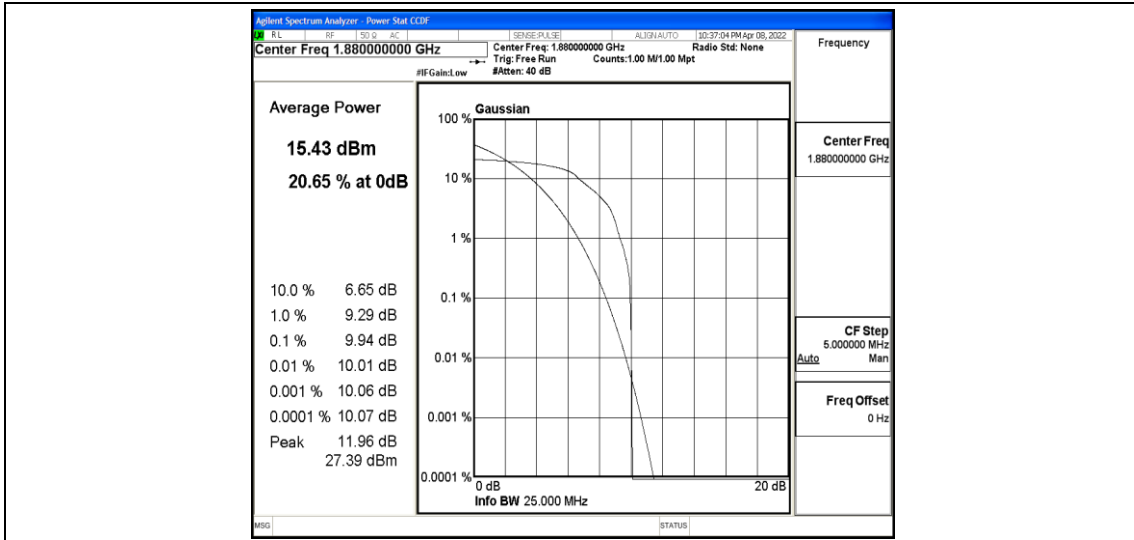 Agilent Spectrum Analyzer - Power Stat CCDF
LXI RL RF 50 Ω AC SENSE:PULSE ALIGNAUTO 10:37:04 PM Apr 08, 2022
Center Freq 1.880000000 GHz
Center Freq: 1.880000000 GHz Radio Std: None
Trig: Free Run Counts:1.00 M/1.00 Mpt
#IFGain:Low #Atten: 40 dB
Frequency
Average Power
15.43 dBm
20.65 % at 0dB
10.0 % 6.65 dB
1.0 % 9.29 dB
0.1 % 9.94 dB
0.01 % 10.01 dB
0.001 % 10.06 dB
0.0001 % 10.07 dB
Peak 11.96 dB
27.39 dBm
Gaussian
100 %
10 %
1 %
0.1 %
0.01 %
0.001 %
0.0001 %
0 dB 20 dB
Info BW 25.000 MHz
Center Freq
1.880000000 GHz
CF Step
5.000000 MHz
Auto Man
Freq Offset
0 Hz
MSG STATUS